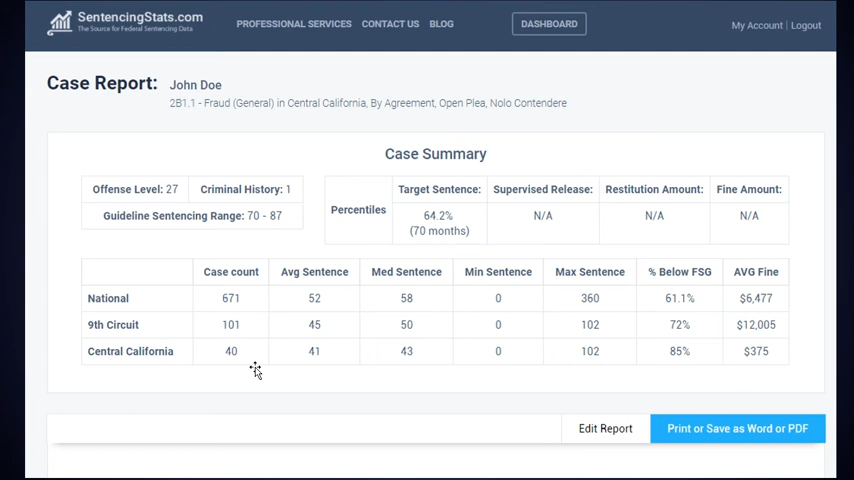 SentencingStats.com
The Source for Federal Sentencing Data
PROFESSIONAL SERVICES CONTACT US BLOG DASHBOARD My Account | Logout
Case Report: John Doe
2B1.1 - Fraud (General) in Central California, By Agreement, Open Plea, Nolo Contendere
Case Summary
Offense Level: 27 Criminal History: 1
Guideline Sentencing Range: 70 - 87
Percentiles Target Sentence: Supervised Release: Restitution Amount: Fine Amount:
64.2% N/A N/A N/A
(70 months)
Case count Avg Sentence Med Sentence Min Sentence Max Sentence % Below FSG AVG Fine
National 671 52 58 0 360 61.1% $6,477
9th Circuit 101 45 50 0 102 72% $12,005
Central California 40 41 43 0 102 85% $375
Edit Report Print or Save as Word or PDF